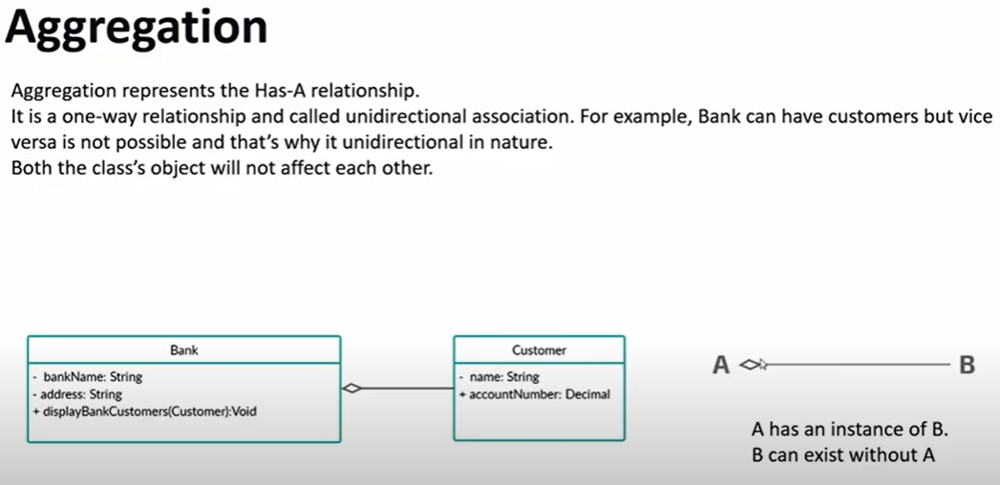 Aggregation
Aggregation represents the Has-A relationship.
It is a one-way relationship and called unidirectional association. For example, Bank can have customers but vice
versa is not possible and that's why it unidirectional in nature.
Both the class's object will not affect each other.
Bank
- bankName: String
- address: String
+ displayBankCustomers(Customer):Void
Customer
- name: String
+ accountNumber: Decimal
A B
A has an instance of B.
B can exist without A